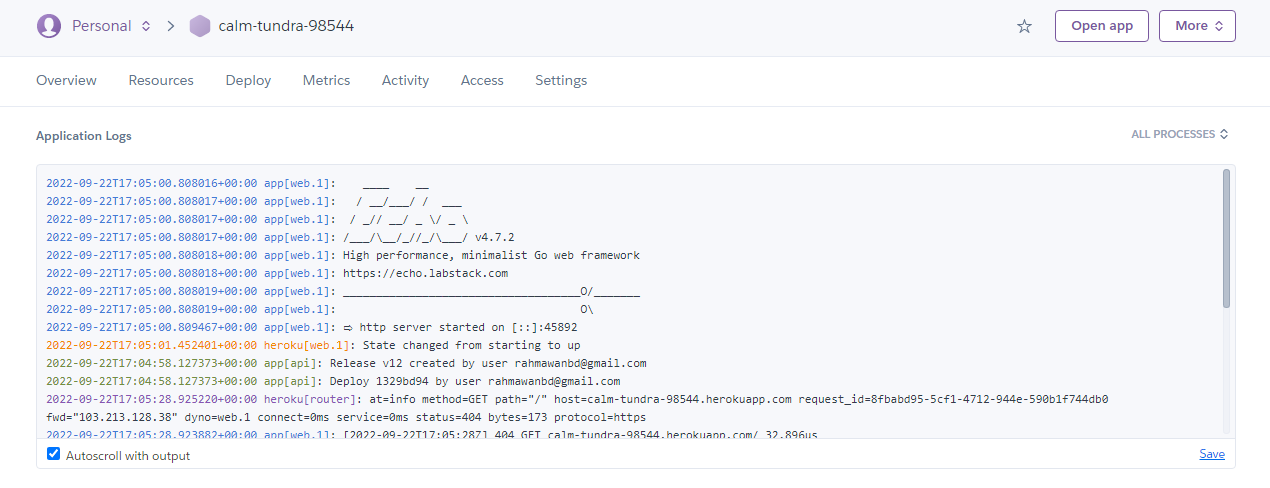 Personal calm-tundra-98544 Open app More
Overview Resources Deploy Metrics Activity Access Settings
Application Logs ALL PROCESSES
2022-09-22T17:05:00.808016+00:00 app[web.1]:    ____    __
2022-09-22T17:05:00.808017+00:00 app[web.1]:   / __/___/ /  ___
2022-09-22T17:05:00.808017+00:00 app[web.1]:  / _// __/ _ \/ _ \
2022-09-22T17:05:00.808017+00:00 app[web.1]: /___/\__/_//_/\___/ v4.7.2
2022-09-22T17:05:00.808018+00:00 app[web.1]: High performance, minimalist Go web framework
2022-09-22T17:05:00.808018+00:00 app[web.1]: https://echo.labstack.com
2022-09-22T17:05:00.808019+00:00 app[web.1]: ____________________________________O/_______
2022-09-22T17:05:00.808019+00:00 app[web.1]:                                     O\
2022-09-22T17:05:00.809467+00:00 app[web.1]: ⇨ http server started on [::]:45892
2022-09-22T17:05:01.452401+00:00 heroku[web.1]: State changed from starting to up
2022-09-22T17:04:58.127373+00:00 app[api]: Release v12 created by user rahmawanbd@gmail.com
2022-09-22T17:04:58.127373+00:00 app[api]: Deploy 1329bd94 by user rahmawanbd@gmail.com
2022-09-22T17:05:28.925220+00:00 heroku[router]: at=info method=GET path="/" host=calm-tundra-98544.herokuapp.com request_id=8fbabd95-5cf1-4712-944e-590b1f744db0
fwd="103.213.128.38" dyno=web.1 connect=0ms service=0ms status=404 bytes=173 protocol=https
2022-09-22T17:05:28.923882+00:00 app[web.1]: [2022-09-22T17:05:28Z] 404 GET calm-tundra-98544.herokuapp.com/ 32.896us
Autoscroll with output Save